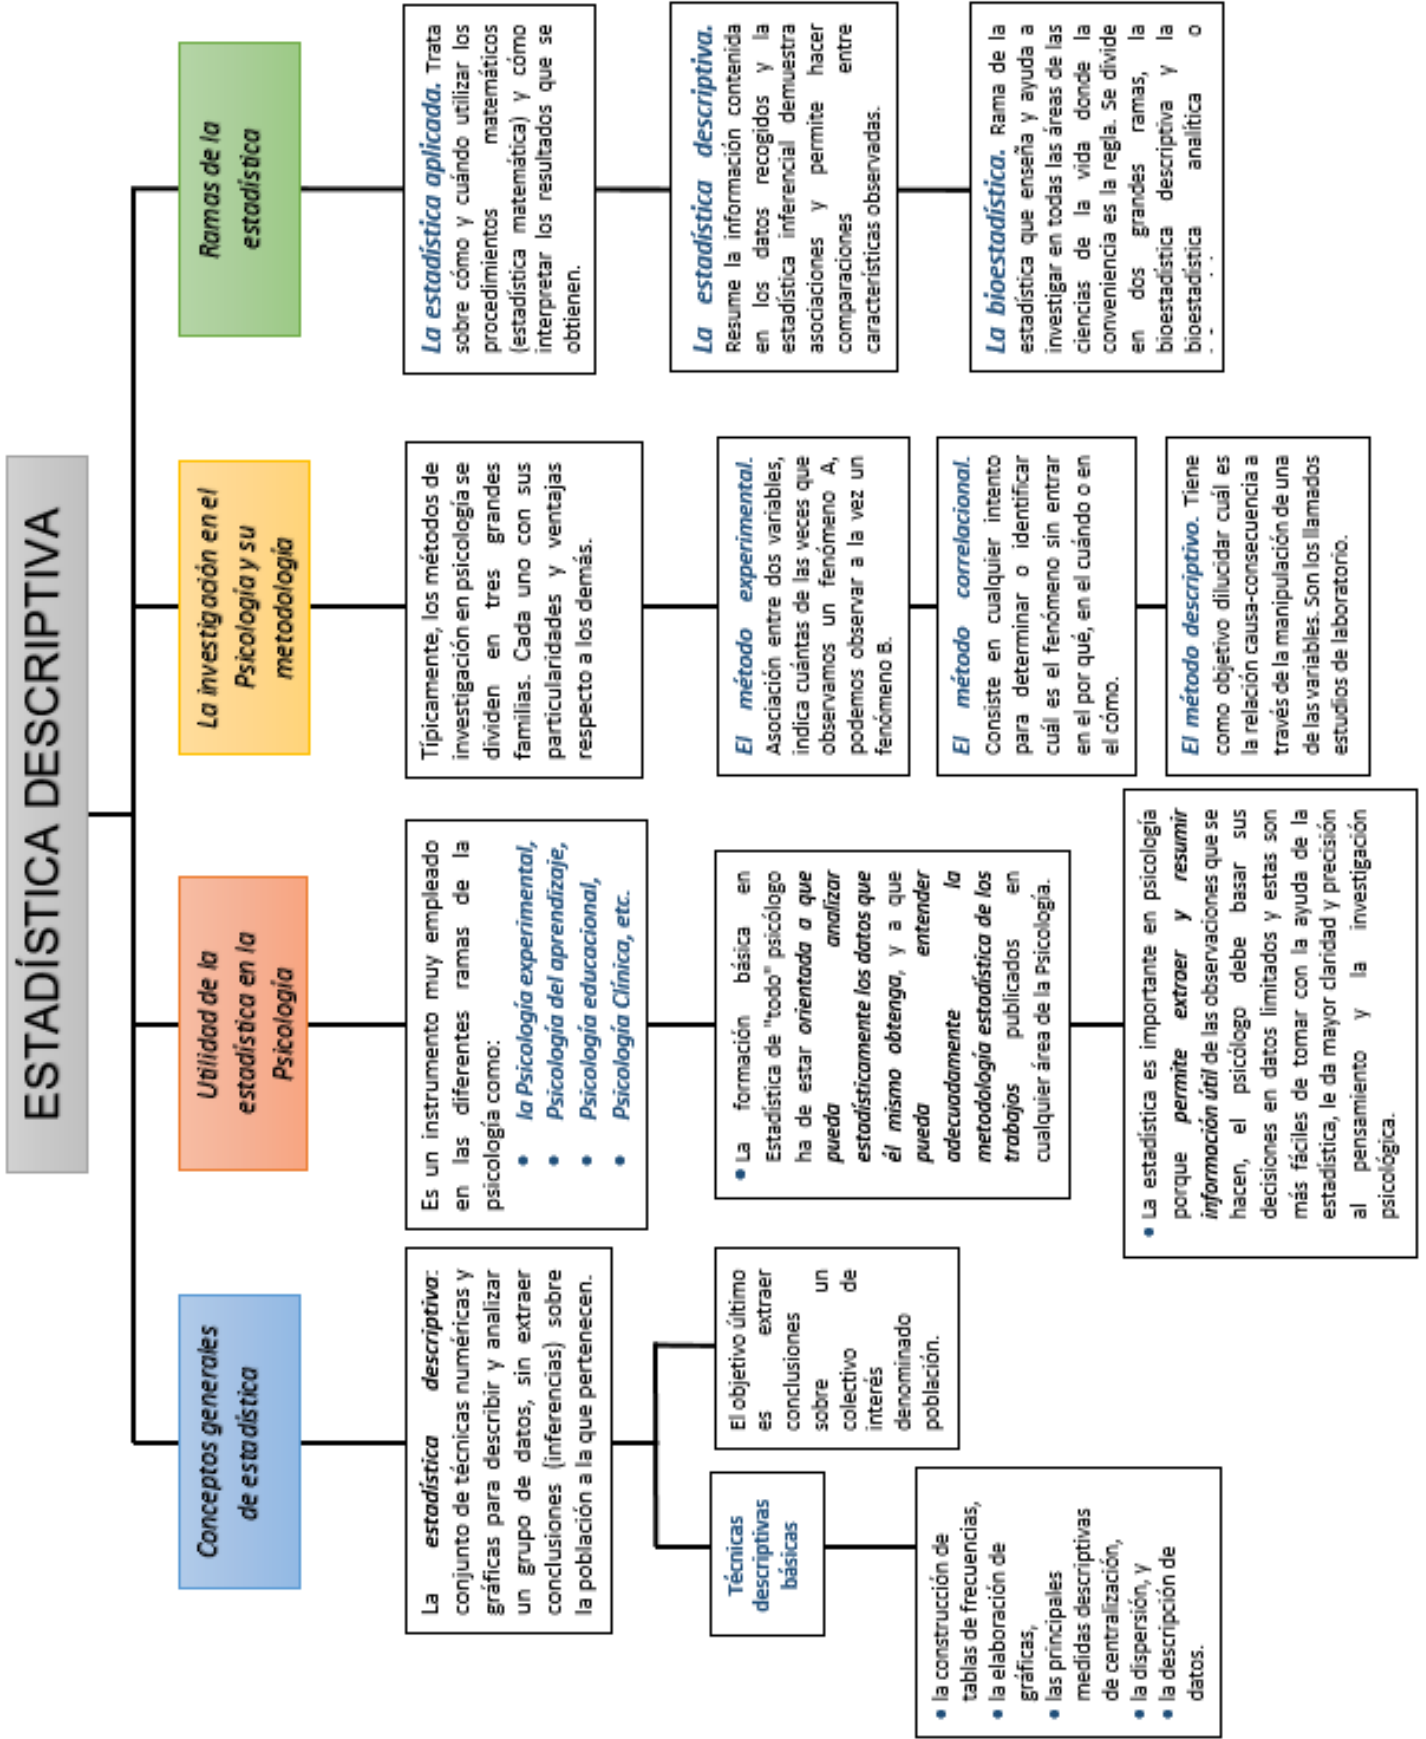 ESTADÍSTICA DESCRIPTIVA
Conceptos generales
de estadística
La estadística descriptiva:
conjunto de técnicas numéricas y
gráficas para describir y analizar
un grupo de datos, sin extraer
conclusiones (inferencias) sobre
la población a la que pertenecen.
Técnicas
descriptivas
básicas
• la construcción de
tablas de frecuencias,
• la elaboración de
gráficas,
• las principales
medidas descriptivas
de centralización,
• la dispersión, y
• la descripción de
datos.
El objetivo último
es extraer
conclusiones
sobre un
colectivo de
interés
denominado
población.
Utilidad de la
estadística en la
Psicología
Es un instrumento muy empleado
en las diferentes ramas de la
psicología como:
• la Psicología experimental,
• Psicología del aprendizaje,
• Psicología educacional,
• Psicología Clínica, etc.
• La formación básica en
Estadística de "todo" psicólogo
ha de estar orientada a que
pueda analizar
estadísticamente los datos que
él mismo obtenga, y a que
pueda entender
adecuadamente la
metodología estadística de los
trabajos publicados en
cualquier área de la Psicología.
• La estadística es importante en psicología
porque permite extraer y resumir
información útil de las observaciones que se
hacen, el psicólogo debe basar sus
decisiones en datos limitados y estas son
más fáciles de tomar con la ayuda de la
estadística, le da mayor claridad y precisión
al pensamiento y la investigación
psicológica.
La investigación en el
Psicología y su
metodología
Típicamente, los métodos de
investigación en psicología se
dividen en tres grandes
familias. Cada uno con sus
particularidades y ventajas
respecto a los demás.
El método experimental.
Asociación entre dos variables,
indica cuántas de las veces que
observamos un fenómeno A,
podemos observar a la vez un
fenómeno B.
El método correlacional.
Consiste en cualquier intento
para determinar o identificar
cuál es el fenómeno sin entrar
en el por qué, en el cuándo o en
el cómo.
El método descriptivo. Tiene
como objetivo dilucidar cuál es
la relación causa-consecuencia a
través de la manipulación de una
de las variables. Son los llamados
estudios de laboratorio.
Ramas de la
estadística
La estadística aplicada. Trata
sobre cómo y cuándo utilizar los
procedimientos matemáticos
(estadística matemática) y cómo
interpretar los resultados que se
obtienen.
La estadística descriptiva.
Resume la información contenida
en los datos recogidos y la
estadística inferencial demuestra
asociaciones y permite hacer
comparaciones entre
características observadas.
La bioestadística. Rama de la
estadística que enseña y ayuda a
investigar en todas las áreas de las
ciencias de la vida donde la
conveniencia es la regla. Se divide
en dos grandes ramas, la
bioestadística descriptiva y la
bioestadística analítica o